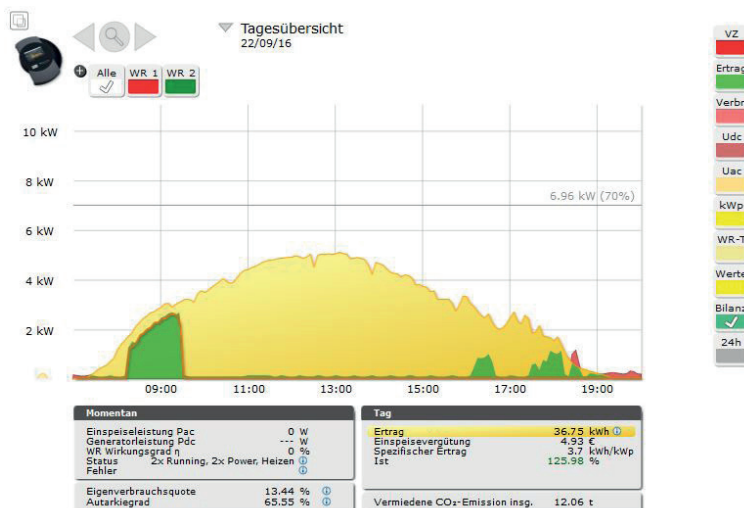 Tagesübersicht
22/09/16
Alle WR 1 WR 2
10 kW
8 kW
6.96 kW (70%)
6 kW
4 kW
2 kW
09:00 11:00 13:00 15:00 17:00 19:00
Momentan
Einspeiseleistung Pac 0 W
Generatorleistung Pdc --- W
WR Wirkungsgrad η 0 %
Status 2x Running, 2x Power, Heizen
Fehler
Eigenverbrauchsquote 13.44 %
Autarkiegrad 65.55 %
Tag
Ertrag 36.75 kWh
Einspeisevergütung 4.93 €
Spezifischer Ertrag 3.7 kWh/kWp
Ist 125.98 %
Vermiedene CO₂-Emission insg. 12.06 t
VZ
Ertrag
Verbr
Udc
Uac
kWp
WR-T
Werte
Bilanz
24h